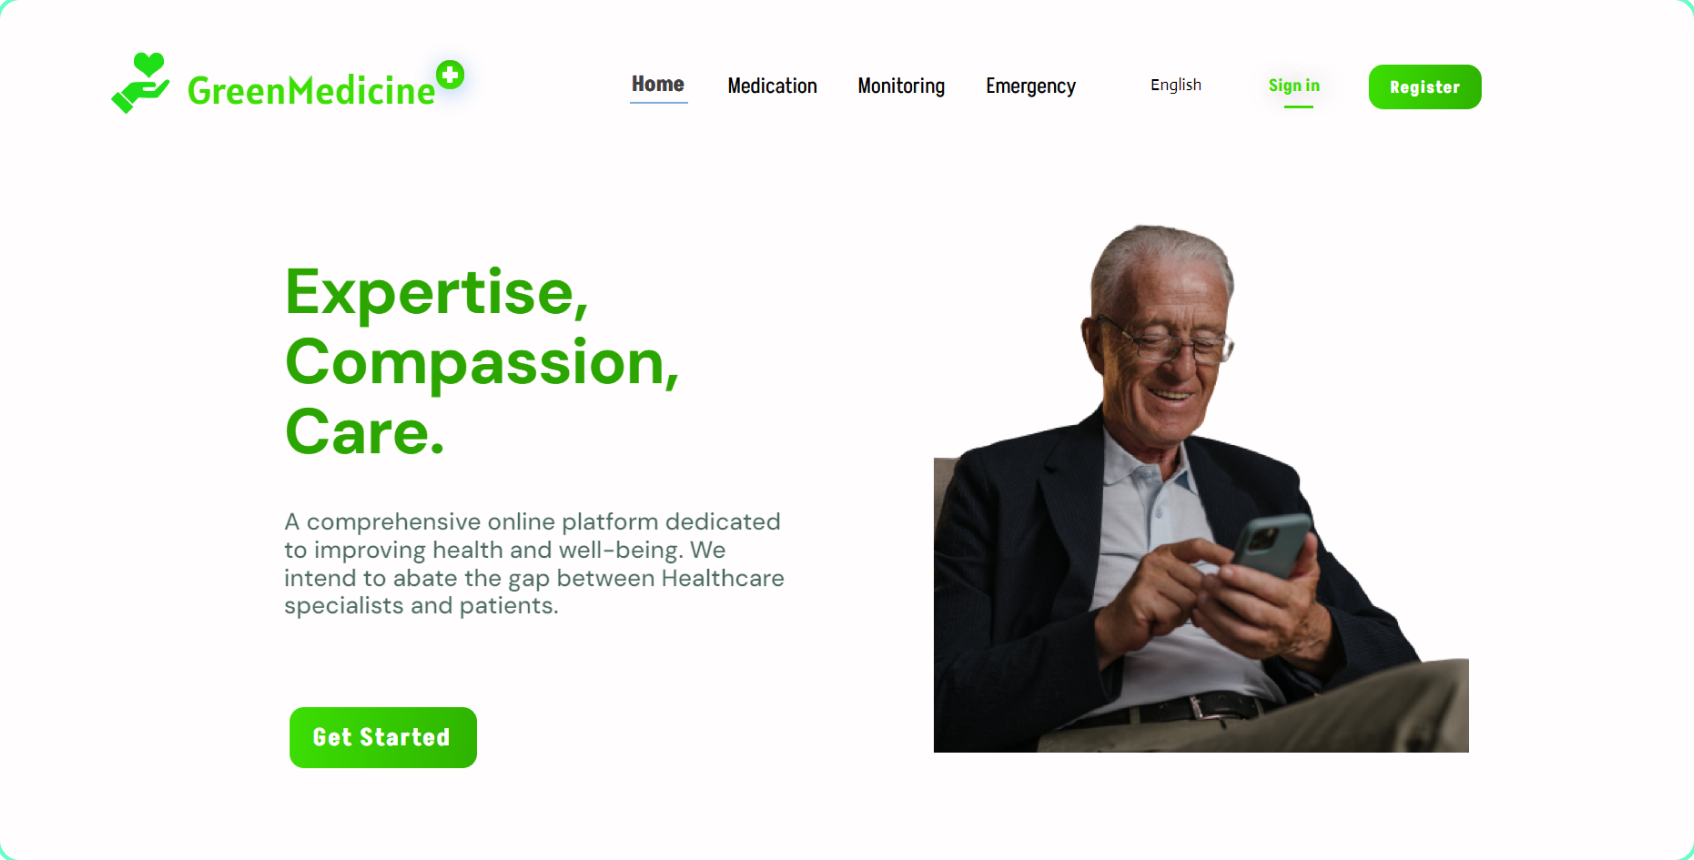 GreenMedicine
Home
Medication
Monitoring
Emergency
English
Sign in
Register
Expertise,
Compassion,
Care.
A comprehensive online platform dedicated
to improving health and well-being. We
intend to abate the gap between Healthcare
specialists and patients.
Get Started